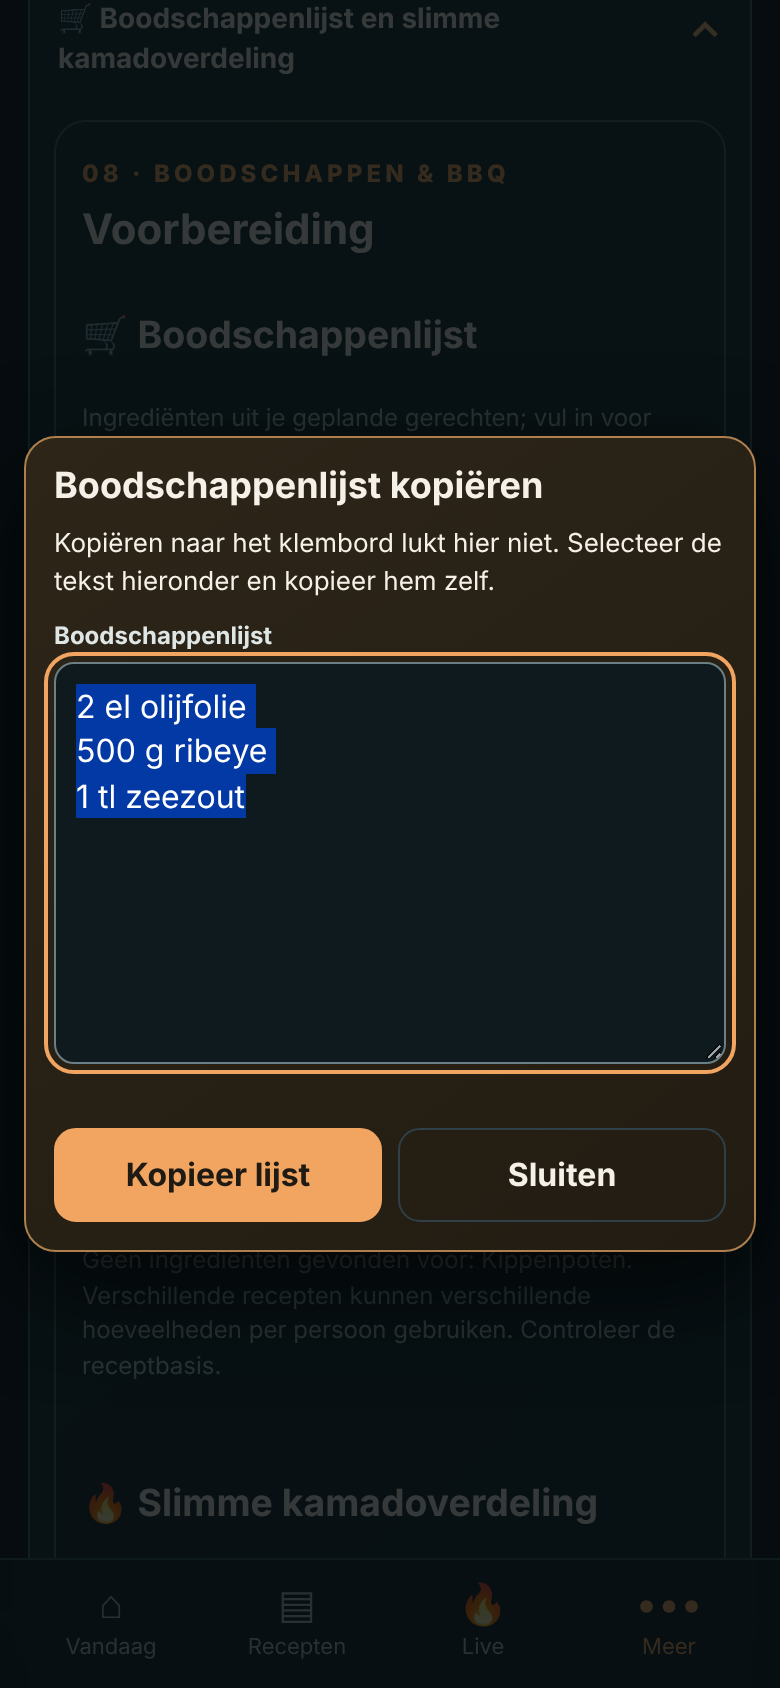 🛒 Boodschappenlijst en slimme
kamadoverdeling
08 · BOODSCHAPPEN & BBQ
Voorbereiding
🛒 Boodschappenlijst
Ingrediënten uit je geplande gerechten; vul in voor
Boodschappenlijst kopiëren
Kopiëren naar het klembord lukt hier niet. Selecteer de
tekst hieronder en kopieer hem zelf.
Boodschappenlijst
2 el olijfolie
500 g ribeye
1 tl zeezout
Kopieer lijst
Sluiten
Geen ingrediënten gevonden voor: Kippenpoten.
Verschillende recepten kunnen verschillende
hoeveelheden per persoon gebruiken. Controleer de
receptbasis.
🔥 Slimme kamadoverdeling
Vandaag
Recepten
Live
Meer